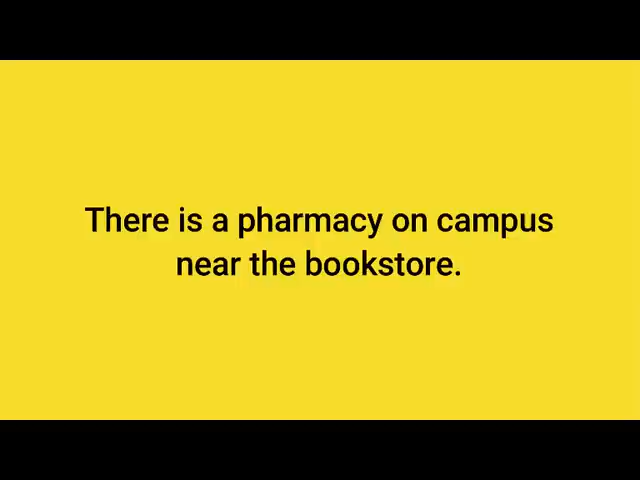 There is a pharmacy on campus
near the bookstore.